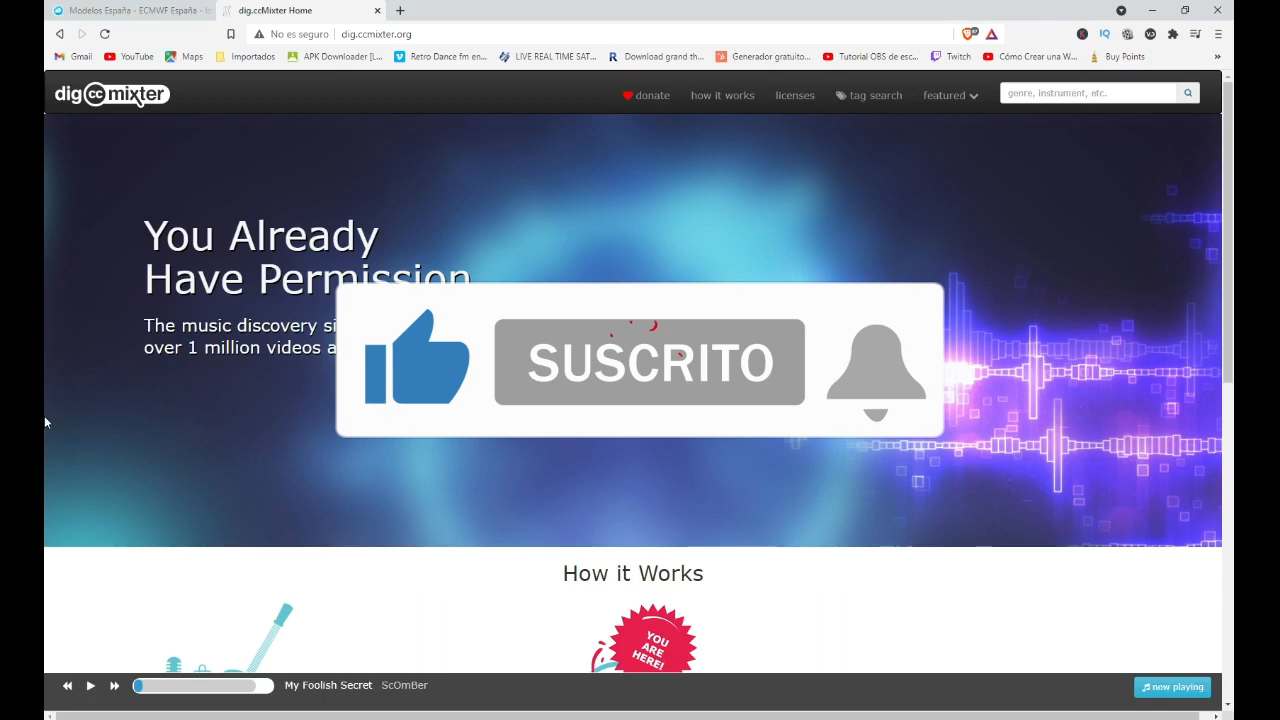 Modelos España - ECMWF España - Is
dig.ccMixter Home
No es seguro
dig.ccmixter.org
Gmail
YouTube
Maps
Importados
APK Downloader [L...
Retro Dance fm en...
LIVE REAL TIME SAT...
Download grand th...
Generador gratuito...
Tutorial OBS de esc...
Twitch
Cómo Crear una W...
Buy Points
dig cc mixter
donate
how it works
licenses
tag search
featured
genre, instrument, etc.
You Already
Have Permission
The music discovery si
over 1 million videos a
SUSCRITO
How it Works
YOU
ARE
HERE!
My Foolish Secret ScOmBer
now playing